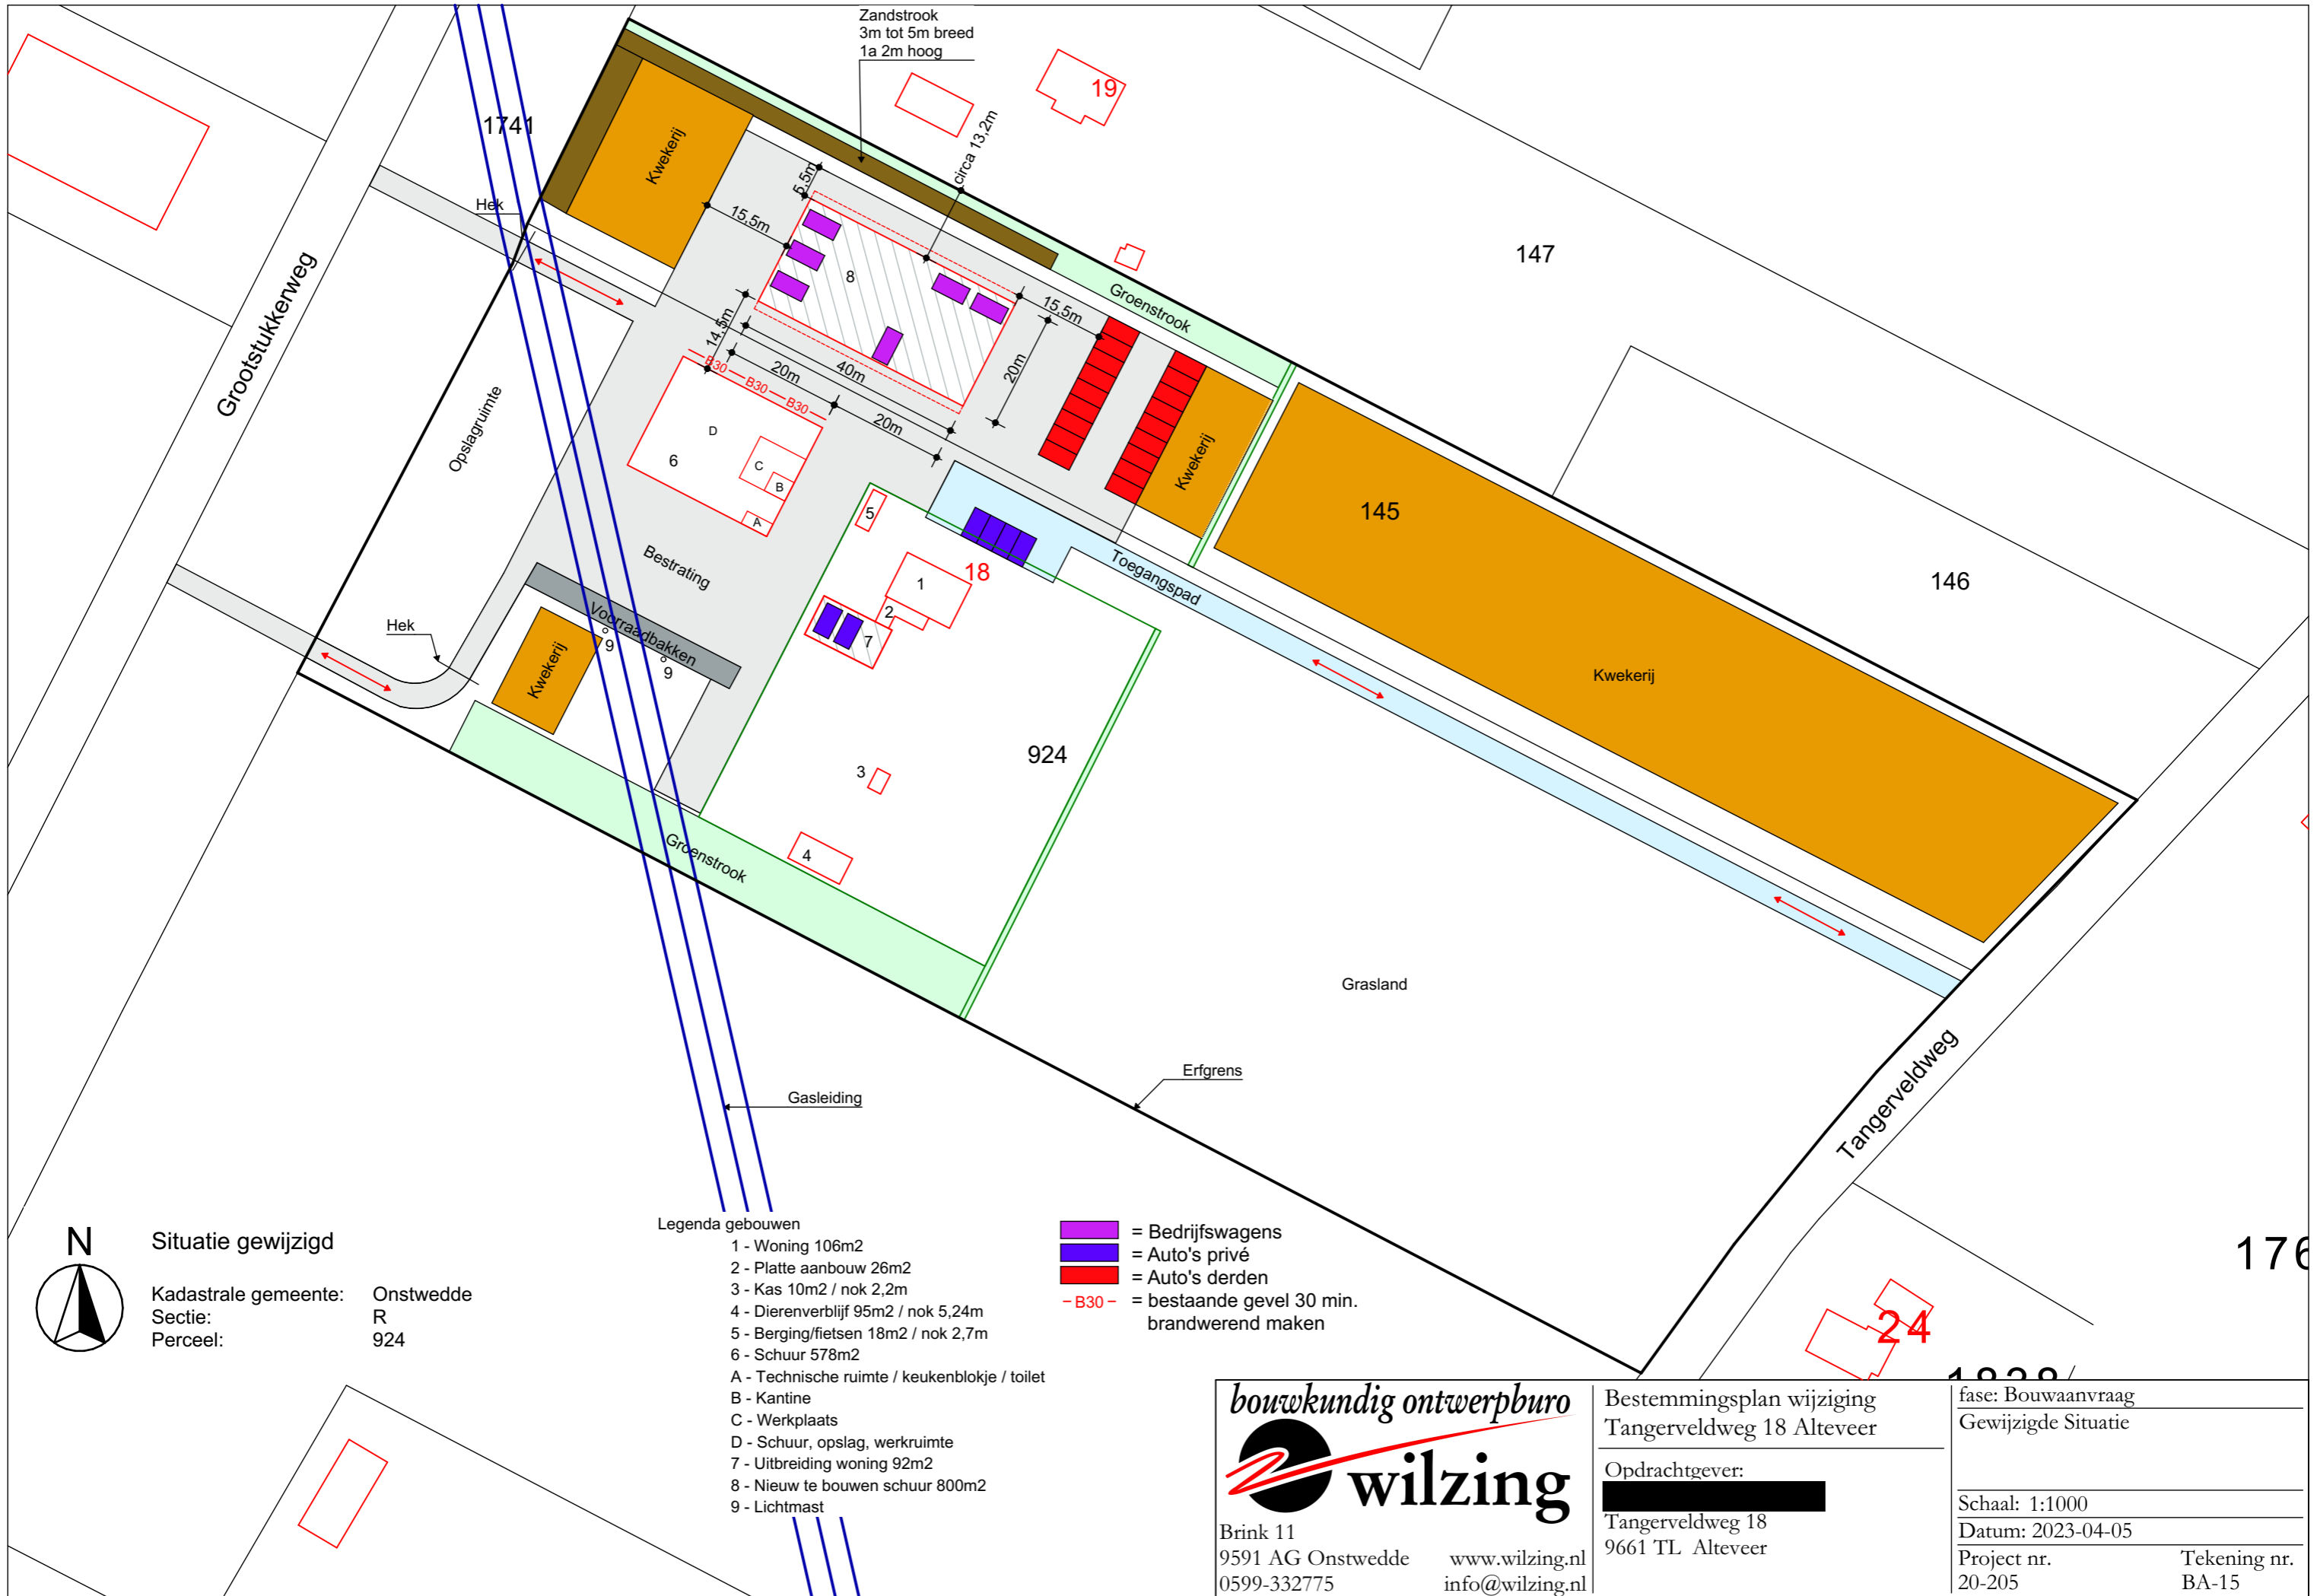 Zandstrook
3m tot 5m breed
1a 2m hoog
19
1741
Kwekerij
circa 13,2m
5,5m
15,5m
Hek
8
147
Groenstrook
15,5m
14,5m
20m
40m
20m
20m
B30
B30
B30
Grootstukkerweg
Opslagruimte
D
6
C
B
A
Kwekerij
145
146
5
Bestrating
18
1
2
7
Toegangspad
Voorraadbakken
9
9
Hek
Kwekerij
Kwekerij
924
3
4
Groenstrook
Grasland
Erfgrens
Gasleiding
Tangerveldweg
N
Situatie gewijzigd
Kadastrale gemeente: Onstwedde
Sectie: R
Perceel: 924
Legenda gebouwen
1 - Woning 106m2
2 - Platte aanbouw 26m2
3 - Kas 10m2 / nok 2,2m
4 - Dierenverblijf 95m2 / nok 5,24m
5 - Berging/fietsen 18m2 / nok 2,7m
6 - Schuur 578m2
A - Technische ruimte / keukenblokje / toilet
B - Kantine
C - Werkplaats
D - Schuur, opslag, werkruimte
7 - Uitbreiding woning 92m2
8 - Nieuw te bouwen schuur 800m2
9 - Lichtmast
= Bedrijfswagens
= Auto's privé
= Auto's derden
B30 = bestaande gevel 30 min.
brandwerend maken
176
24
bouwkundig ontwerpburo
wilzing
Brink 11
9591 AG Onstwedde www.wilzing.nl
0599-332775 info@wilzing.nl
Bestemmingsplan wijziging
Tangerveldweg 18 Alteveer
Opdrachtgever:
Tangerveldweg 18
9661 TL Alteveer
fase: Bouwaanvraag
Gewijzigde Situatie
Schaal: 1:1000
Datum: 2023-04-05
Project nr. Tekening nr.
20-205 BA-15